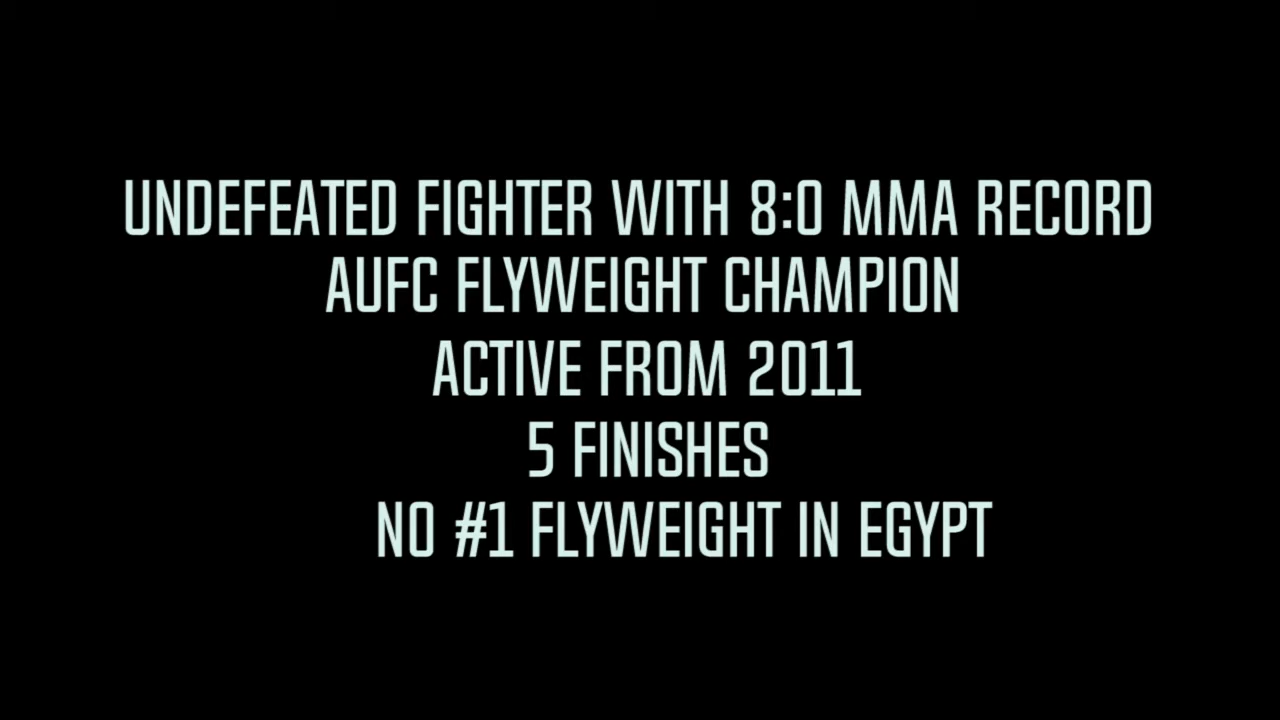 UNDEFEATED FIGHTER WITH 8:0 MMA RECORD
AUFC FLYWEIGHT CHAMPION
ACTIVE FROM 2011
5 FINISHES
NO #1 FLYWEIGHT IN EGYPT